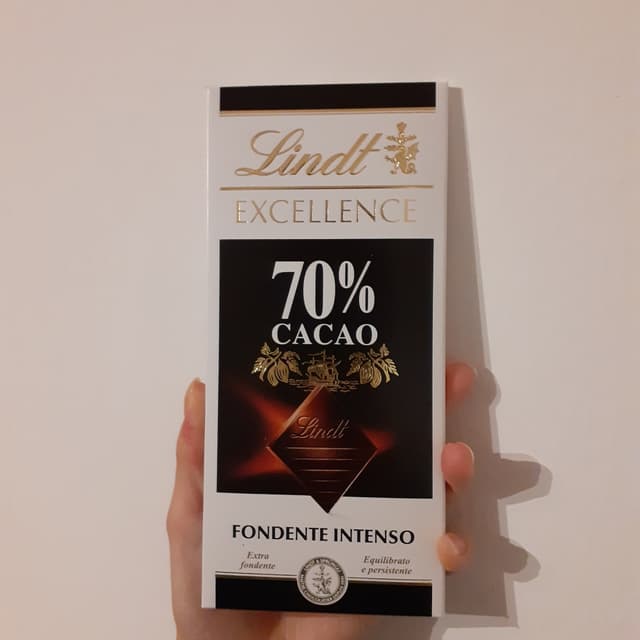 Lindt
EXCELLENCE
70%
CACAO
Lindt
FONDENTE INTENSO
Extra
fondente
Equilibrato
e persistente